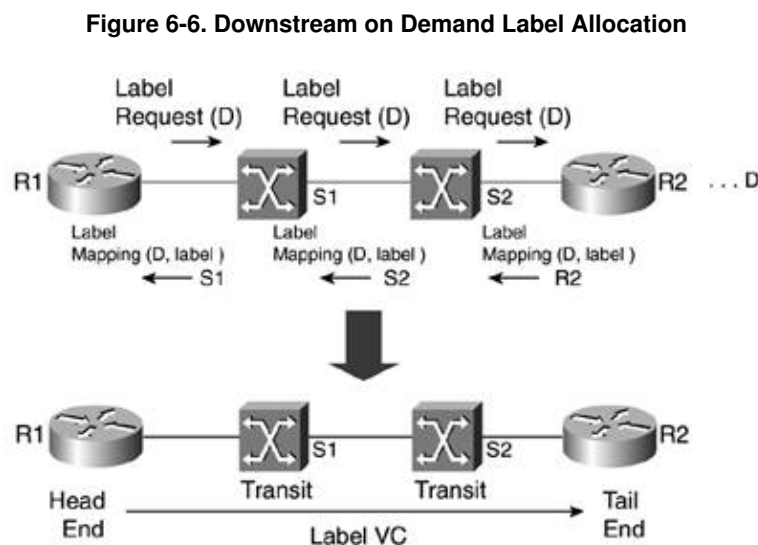 Figure 6-6. Downstream on Demand Label Allocation
Label
Request (D)
Label
Request (D)
Label
Request (D)
R1
S1
S2
R2
. . . D
Label
Mapping (D, label )
S1
Label
Mapping (D, label )
S2
Label
Mapping (D, label )
R2
R1
S1
S2
R2
Head
End
Transit
Transit
Tail
End
Label VC